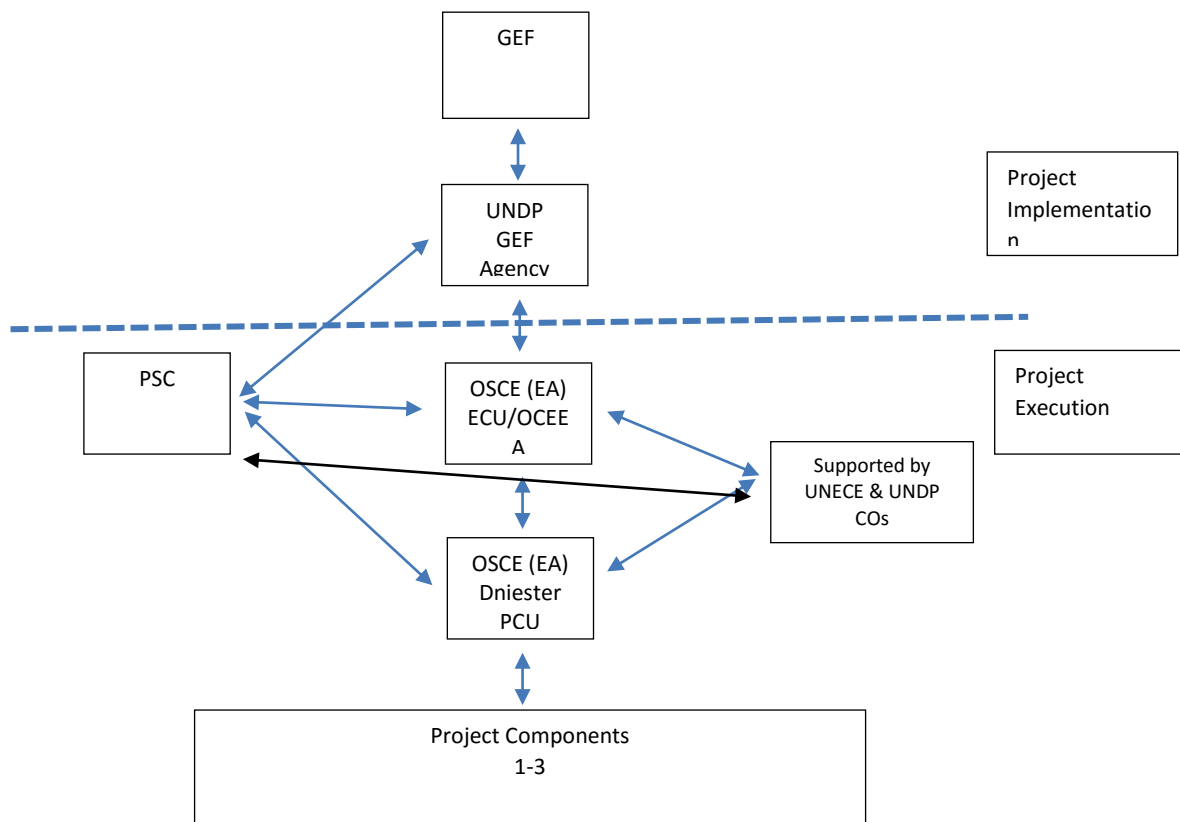 GEF
UNDP
GEF
Agency
Project
Implementatio
n
PSC
OSCE (EA)
ECU/OCEE
A
Project
Execution
Supported by
UNECE & UNDP
COs
OSCE (EA)
Dniester
PCU
Project Components
1-3